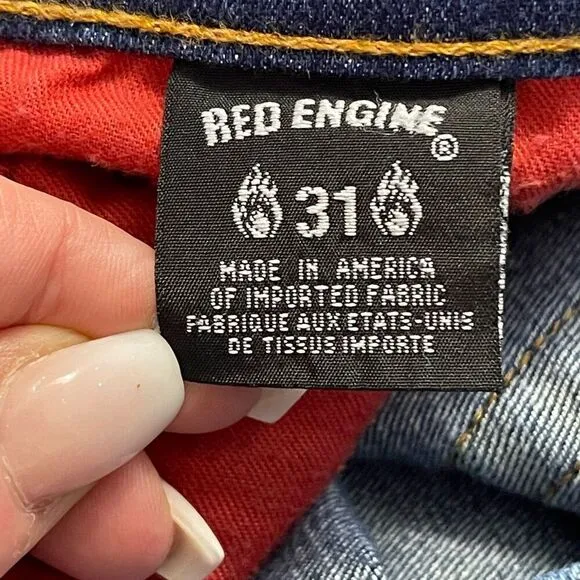 RED ENGINE®
31
MADE IN AMERICA
OF IMPORTED FABRIC
FABRIQUE AUX ETATS-UNIS
DE TISSUE IMPORTE